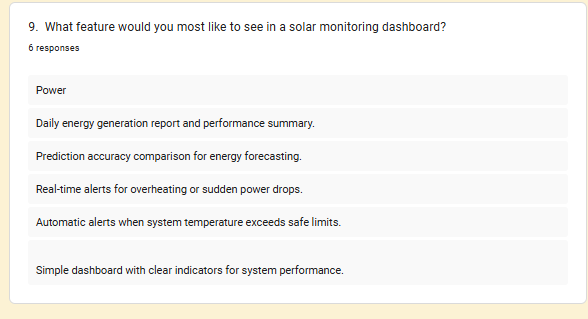 9. What feature would you most like to see in a solar monitoring dashboard?
6 responses
Power
Daily energy generation report and performance summary.
Prediction accuracy comparison for energy forecasting.
Real-time alerts for overheating or sudden power drops.
Automatic alerts when system temperature exceeds safe limits.
Simple dashboard with clear indicators for system performance.